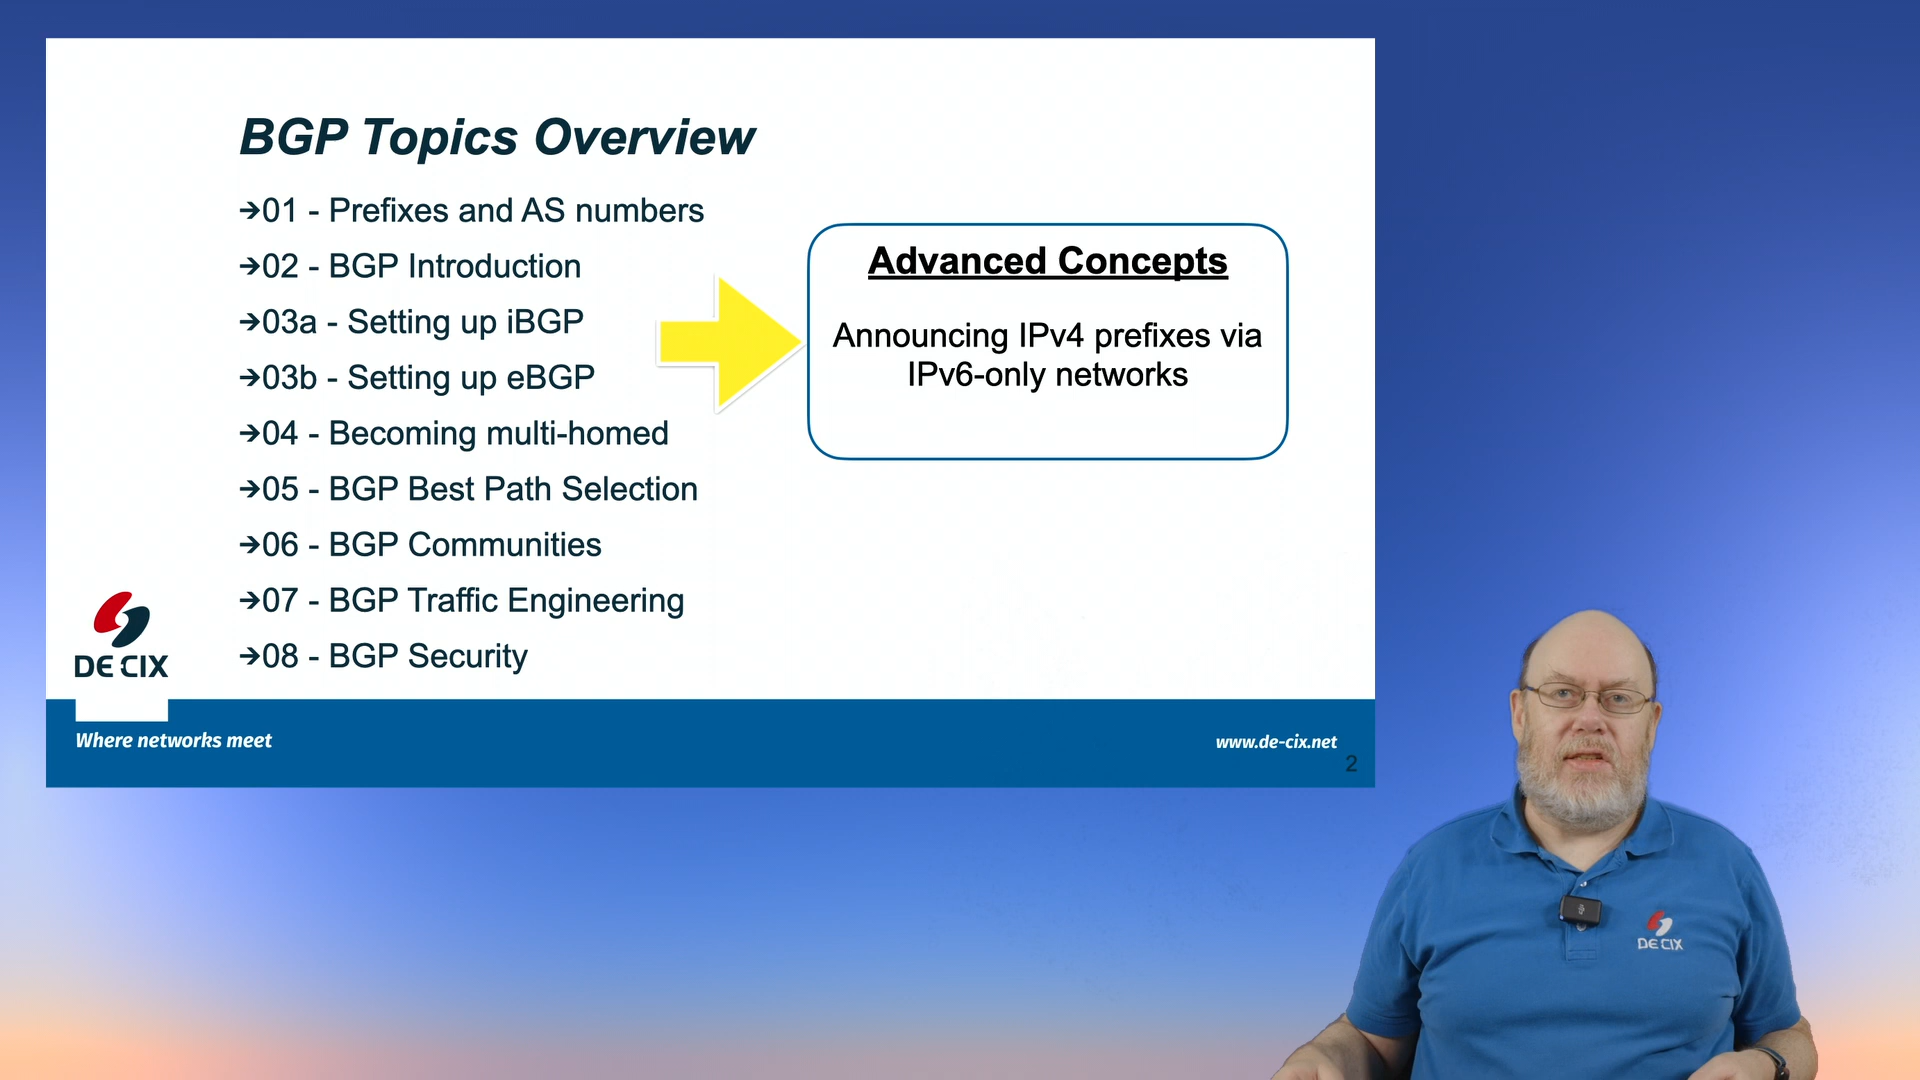 BGP Topics Overview
➔01 - Prefixes and AS numbers
➔02 - BGP Introduction
➔03a - Setting up iBGP
➔03b - Setting up eBGP
➔04 - Becoming multi-homed
➔05 - BGP Best Path Selection
➔06 - BGP Communities
➔07 - BGP Traffic Engineering
➔08 - BGP Security
Advanced Concepts
Announcing IPv4 prefixes via
IPv6-only networks
DE CIX
Where networks meet
www.de-cix.net
2
DE CIX